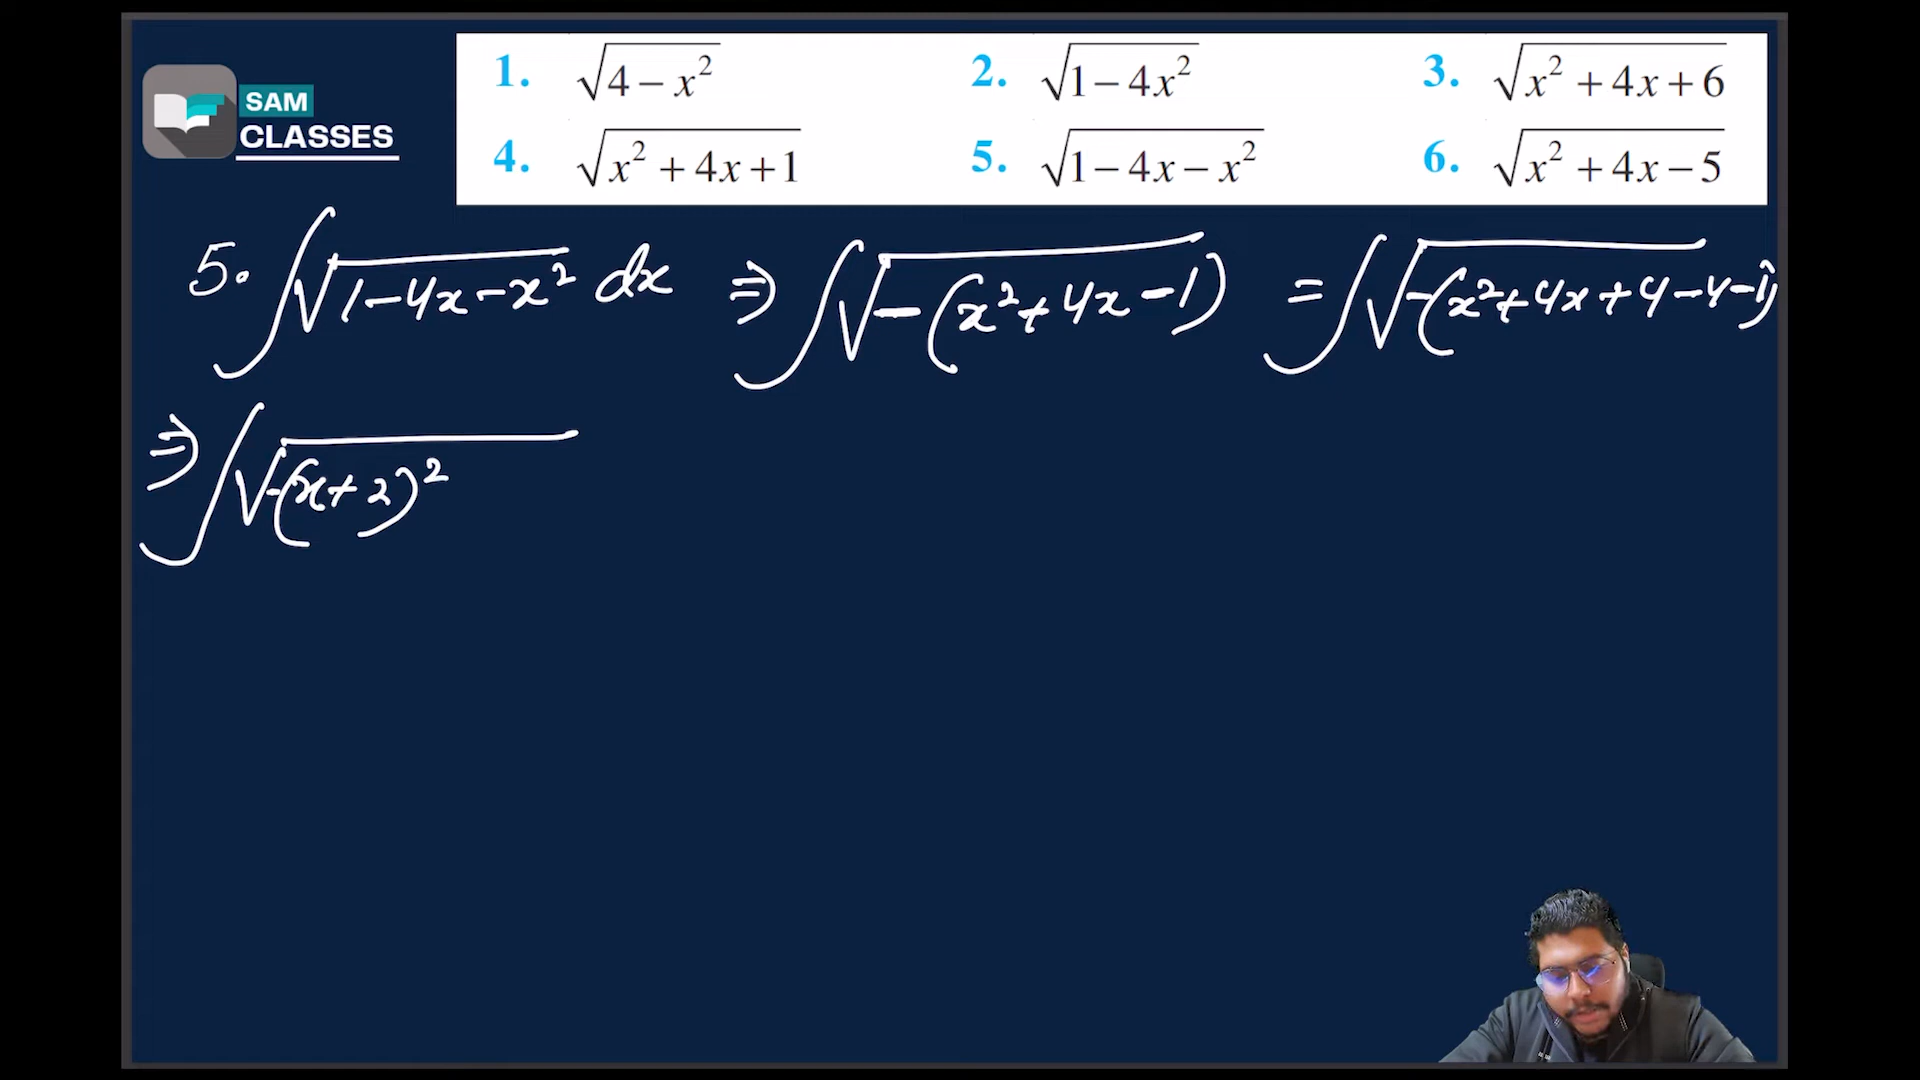 SAM
CLASSES
1. √(4 − x²) 2. √(1 − 4x²) 3. √(x² + 4x + 6)
4. √(x² + 4x + 1) 5. √(1 − 4x − x²) 6. √(x² + 4x − 5)
5. ∫√(1−4x−x²) dx ⇒ ∫√(−(x²+4x−1)) = ∫√(−(x²+4x+4−4−1))
⇒ ∫√(−(x+2)²)